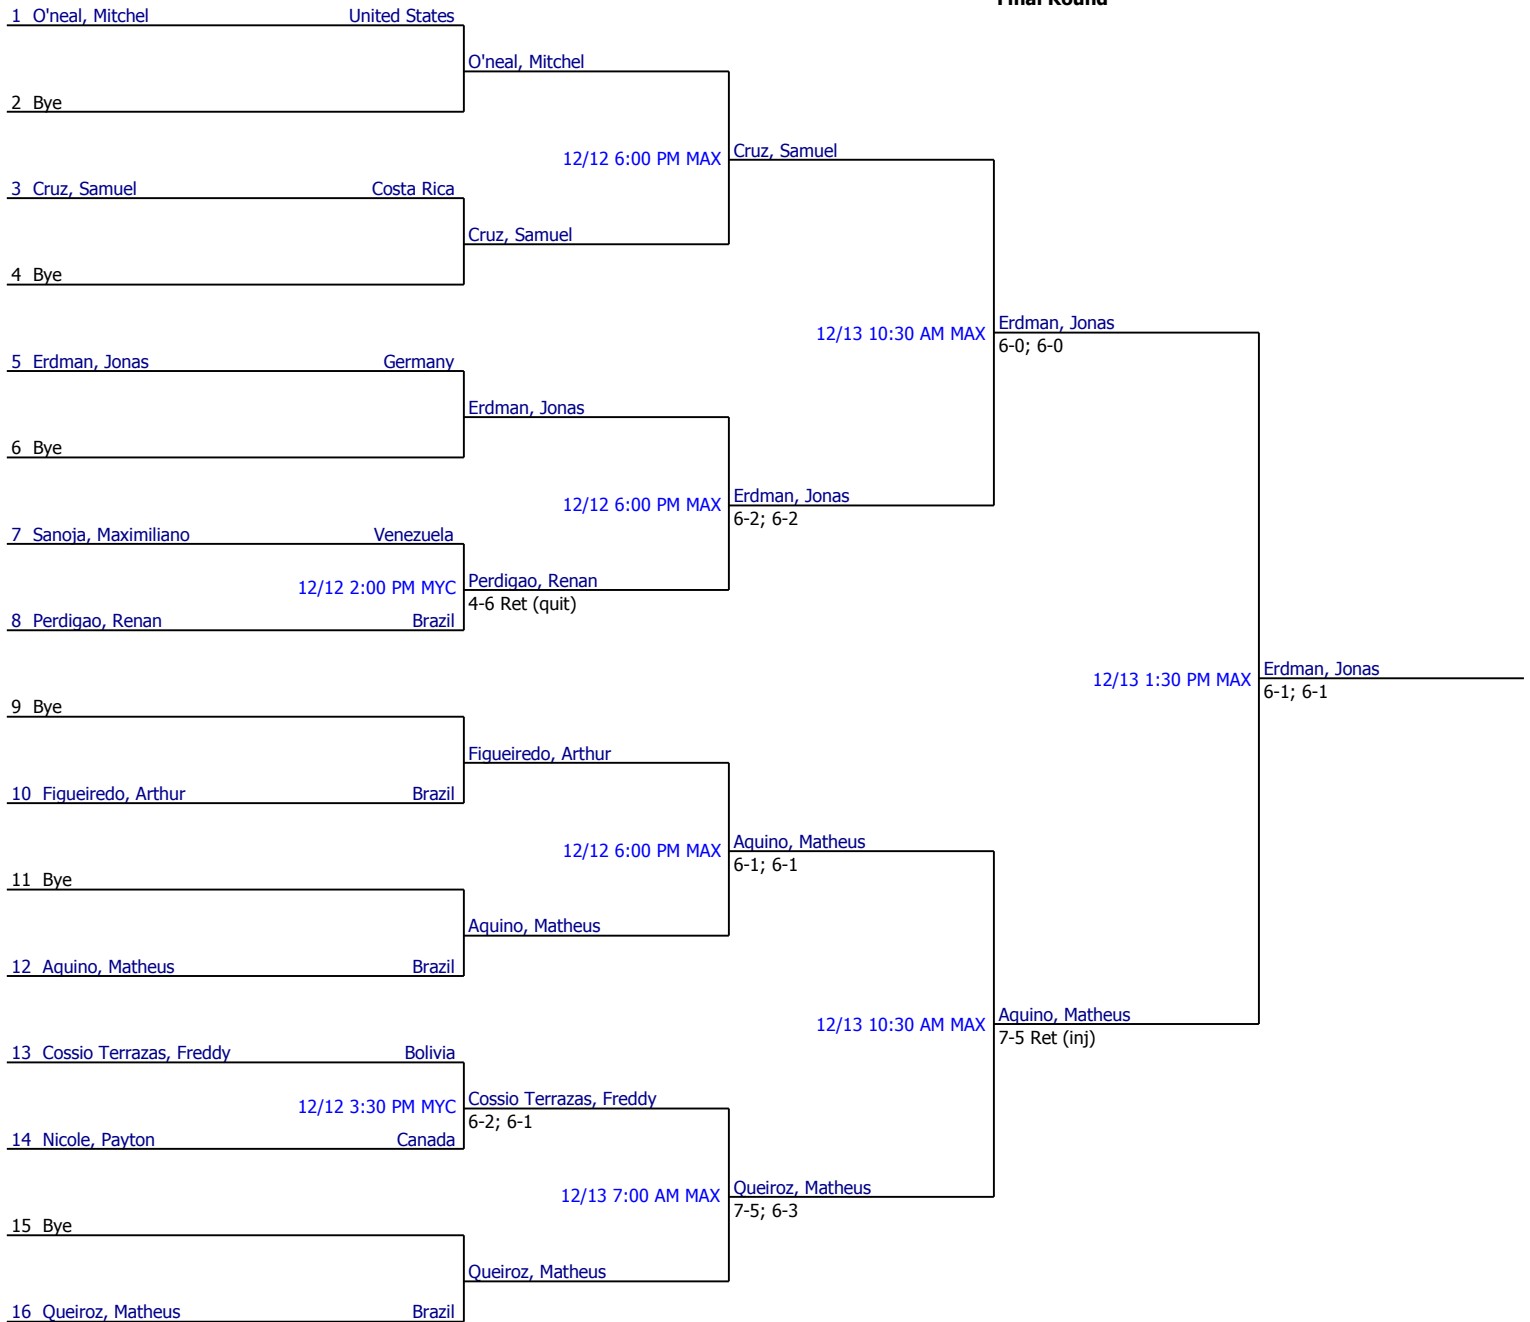 Final Round
1 O'neal, Mitchel United States
O'neal, Mitchel
2 Bye
12/12 6:00 PM MAX Cruz, Samuel
3 Cruz, Samuel Costa Rica
Cruz, Samuel
4 Bye
12/13 10:30 AM MAX Erdman, Jonas
6-0; 6-0
5 Erdman, Jonas Germany
Erdman, Jonas
6 Bye
12/12 6:00 PM MAX Erdman, Jonas
6-2; 6-2
7 Sanoja, Maximiliano Venezuela
12/12 2:00 PM MYC Perdigao, Renan
4-6 Ret (quit)
8 Perdigao, Renan Brazil
12/13 1:30 PM MAX Erdman, Jonas
6-1; 6-1
9 Bye
Figueiredo, Arthur
10 Figueiredo, Arthur Brazil
12/12 6:00 PM MAX Aquino, Matheus
6-1; 6-1
11 Bye
Aquino, Matheus
12 Aquino, Matheus Brazil
12/13 10:30 AM MAX Aquino, Matheus
7-5 Ret (inj)
13 Cossio Terrazas, Freddy Bolivia
12/12 3:30 PM MYC Cossio Terrazas, Freddy
6-2; 6-1
14 Nicole, Payton Canada
12/13 7:00 AM MAX Queiroz, Matheus
7-5; 6-3
15 Bye
Queiroz, Matheus
16 Queiroz, Matheus Brazil